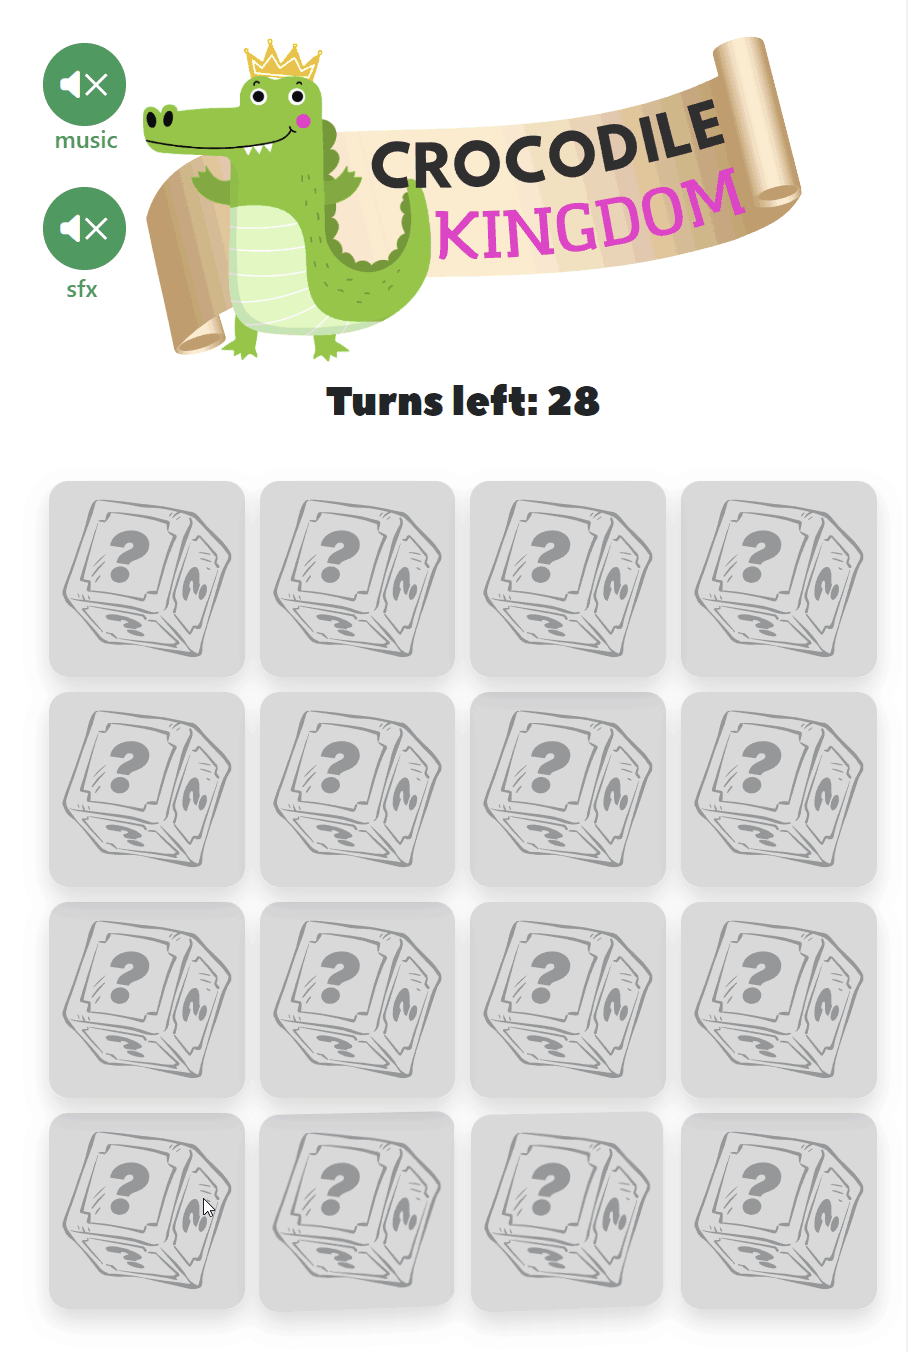 music
CROCODILE
KINGDOM
sfx
Turns left: 28
? ? ? ?
? ? ? ?
? ? ? ?
? ? ? ?